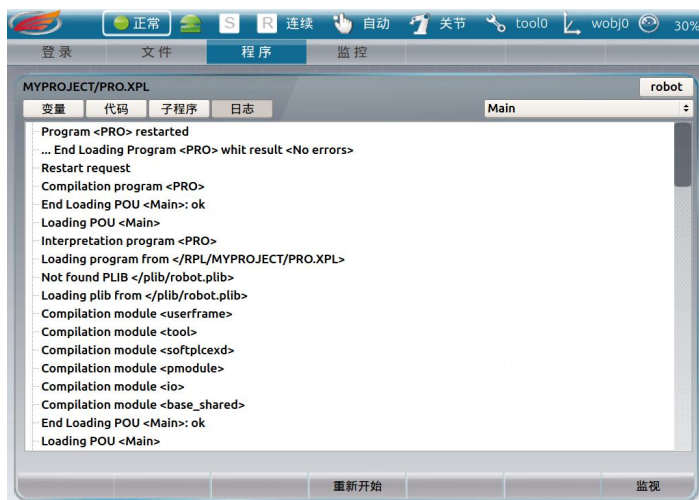 正常 S R 连续 自动 关节 tool0 wobj0 30%
登录 文件 程序 监控
MYPROJECT/PRO.XPL robot
变量 代码 子程序 日志 Main
Program <PRO> restarted
... End Loading Program <PRO> whit result <No errors>
Restart request
Compilation program <PRO>
End Loading POU <Main>: ok
Loading POU <Main>
Interpretation program <PRO>
Loading program from </RPL/MYPROJECT/PRO.XPL>
Not found PLIB </plib/robot.plib>
Loading plib from </plib/robot.plib>
Compilation module <userframe>
Compilation module <tool>
Compilation module <softplcexd>
Compilation module <pmodule>
Compilation module <io>
Compilation module <base_shared>
End Loading POU <Main>: ok
Loading POU <Main>
重新开始 监视